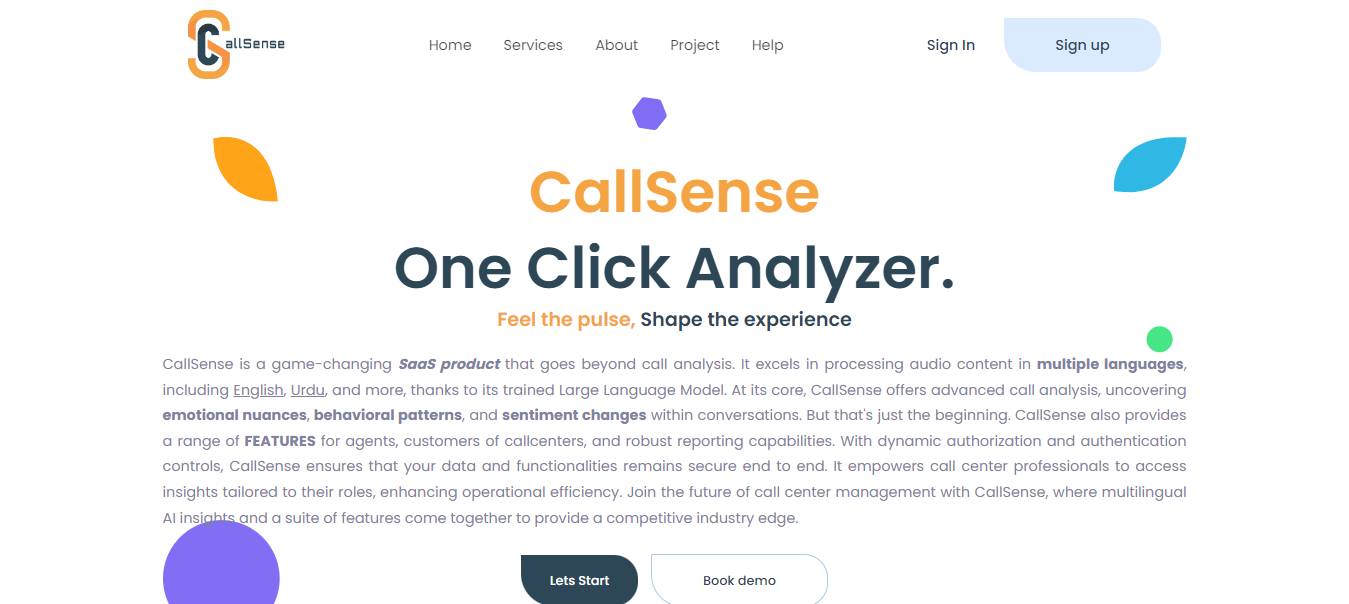 CallSense
Home Services About Project Help
Sign In Sign up
CallSense
One Click Analyzer.
Feel the pulse, Shape the experience
CallSense is a game-changing SaaS product that goes beyond call analysis. It excels in processing audio content in multiple languages,
including English, Urdu, and more, thanks to its trained Large Language Model. At its core, CallSense offers advanced call analysis, uncovering
emotional nuances, behavioral patterns, and sentiment changes within conversations. But that's just the beginning. CallSense also provides
a range of FEATURES for agents, customers of callcenters, and robust reporting capabilities. With dynamic authorization and authentication
controls, CallSense ensures that your data and functionalities remains secure end to end. It empowers call center professionals to access
insights tailored to their roles, enhancing operational efficiency. Join the future of call center management with CallSense, where multilingual
AI insights and a suite of features come together to provide a competitive industry edge.
Lets Start Book demo